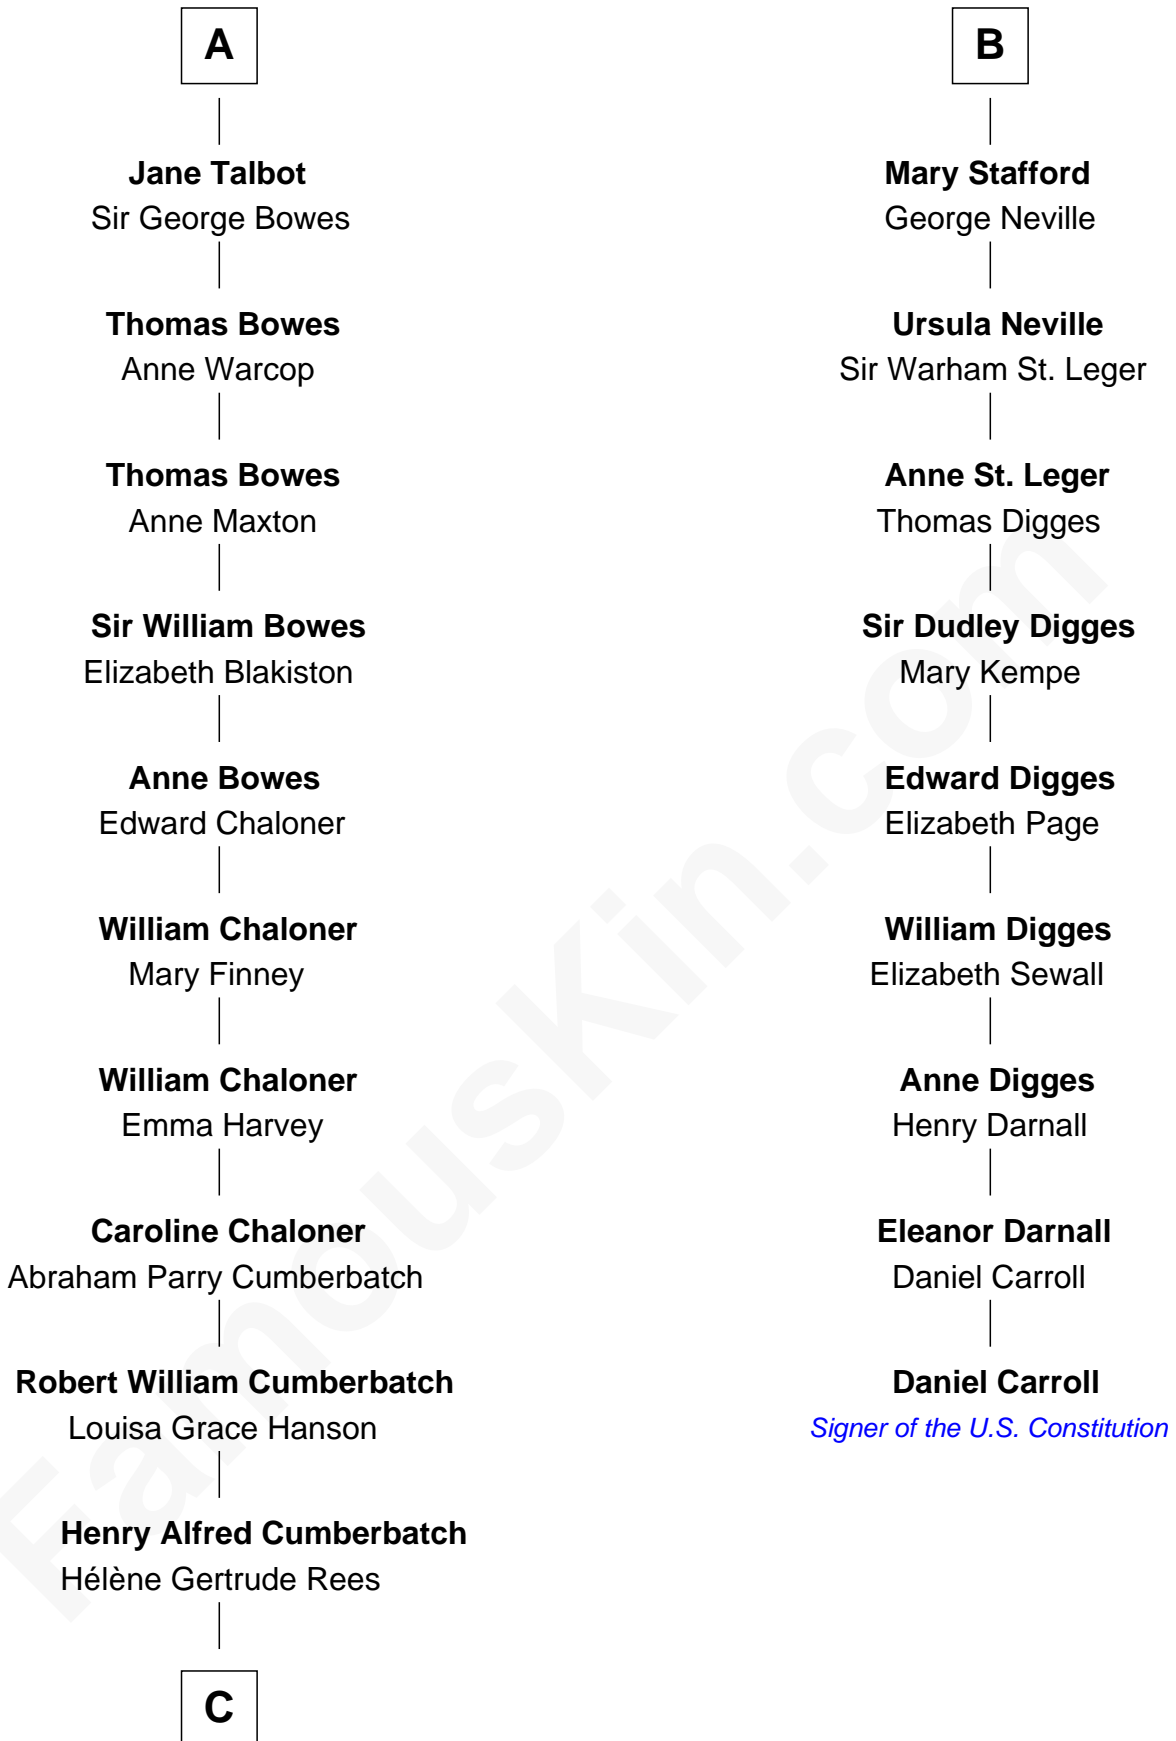 A
Jane Talbot
Sir George Bowes
Thomas Bowes
Anne Warcop
Thomas Bowes
Anne Maxton
Sir William Bowes
Elizabeth Blakiston
Anne Bowes
Edward Chaloner
William Chaloner
Mary Finney
William Chaloner
Emma Harvey
Caroline Chaloner
Abraham Parry Cumberbatch
Robert William Cumberbatch
Louisa Grace Hanson
Henry Alfred Cumberbatch
Hélène Gertrude Rees
C
B
Mary Stafford
George Neville
Ursula Neville
Sir Warham St. Leger
Anne St. Leger
Thomas Digges
Sir Dudley Digges
Mary Kempe
Edward Digges
Elizabeth Page
William Digges
Elizabeth Sewall
Anne Digges
Henry Darnall
Eleanor Darnall
Daniel Carroll
Daniel Carroll
Signer of the U.S. Constitution
FamousKin.com